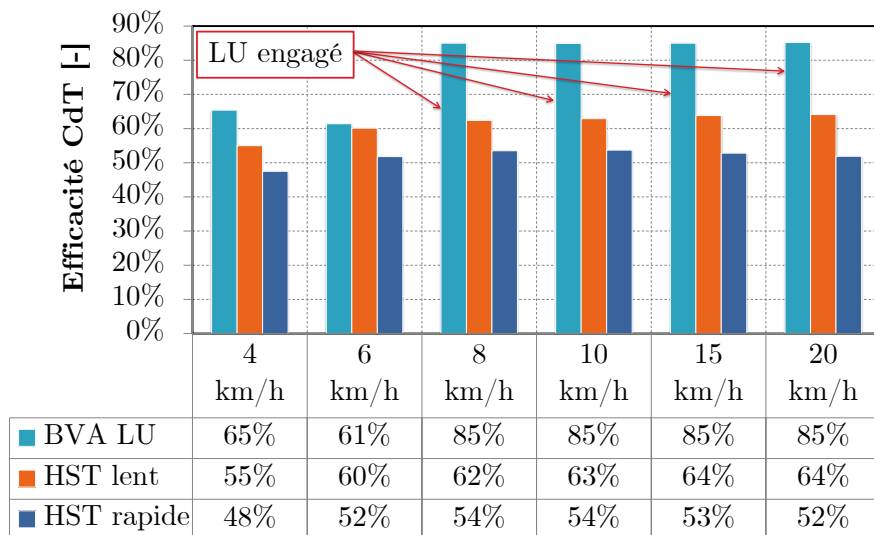 Efficacité CdT [-]
90%
80%
70%
60%
50%
40%
30%
20%
10%
0%
LU engagé
4 km/h 6 km/h 8 km/h 10 km/h 15 km/h 20 km/h
BVA LU 65% 61% 85% 85% 85% 85%
HST lent 55% 60% 62% 63% 64% 64%
HST rapide 48% 52% 54% 54% 53% 52%